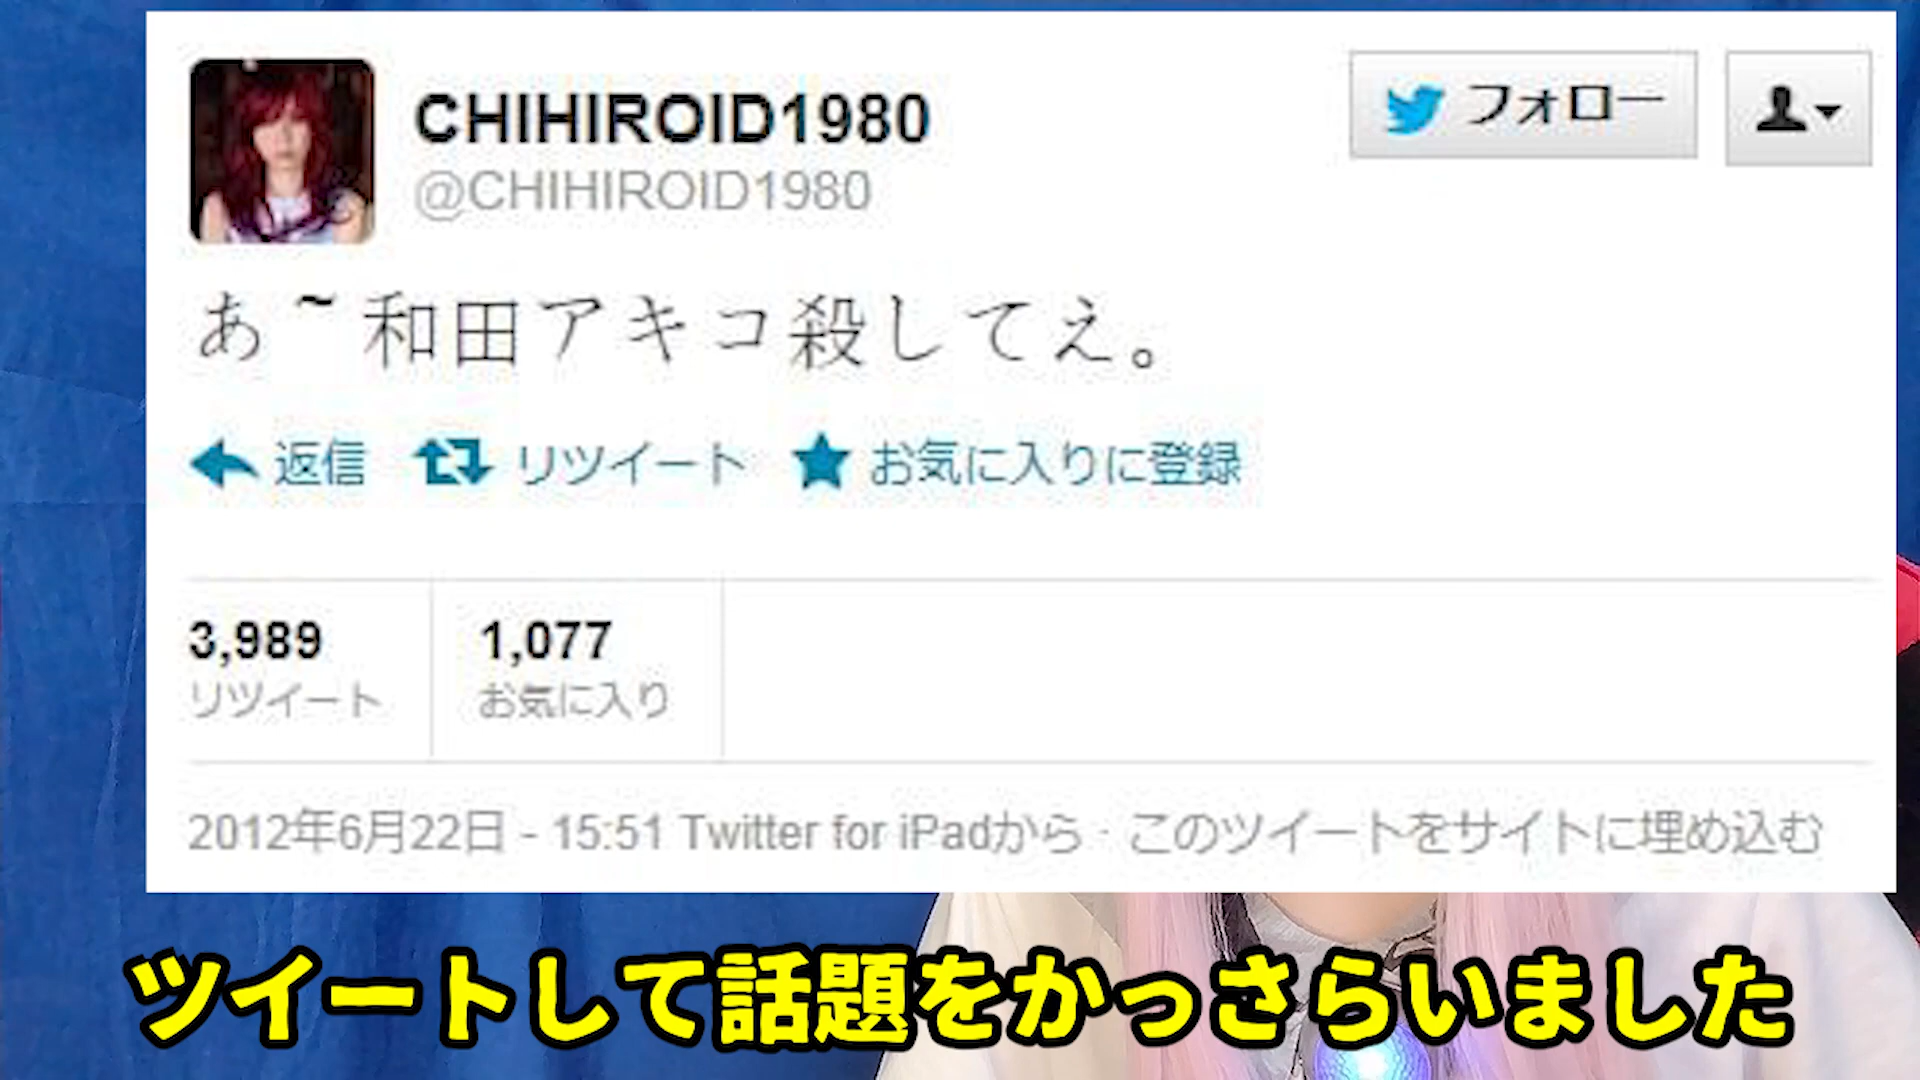 CHIHIROID1980
@CHIHIROID1980
フォロー
あ~和田アキコ殺してえ。
返信 リツイート お気に入りに登録
3,989 1,077
リツイート お気に入り
2012年6月22日 - 15:51 Twitter for iPadから · このツイートをサイトに埋め込む
ツイートして話題をかっさらいました